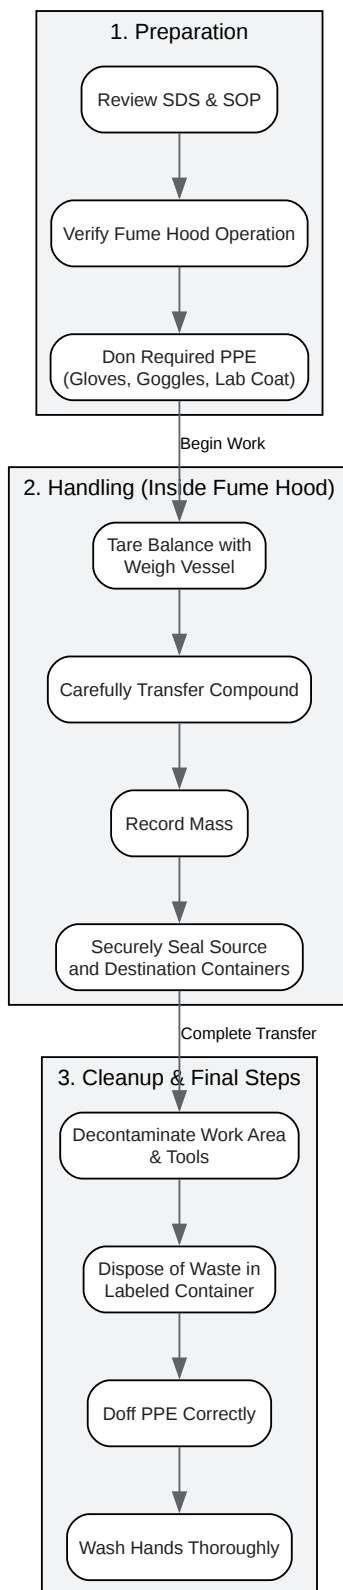 1. Preparation
Review SDS & SOP
Verify Fume Hood Operation
Don Required PPE
(Gloves, Goggles, Lab Coat)
Begin Work
2. Handling (Inside Fume Hood)
Tare Balance with
Weigh Vessel
Carefully Transfer Compound
Record Mass
Securely Seal Source
and Destination Containers
Complete Transfer
3. Cleanup & Final Steps
Decontaminate Work Area
& Tools
Dispose of Waste in
Labeled Container
Doff PPE Correctly
Wash Hands Thoroughly